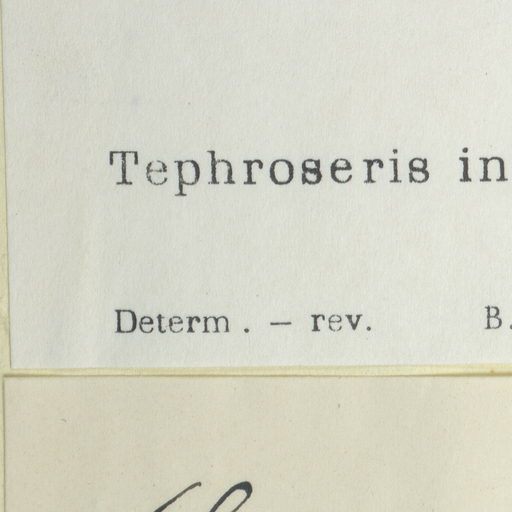 Tephroseris in
Determ. – rev. B.